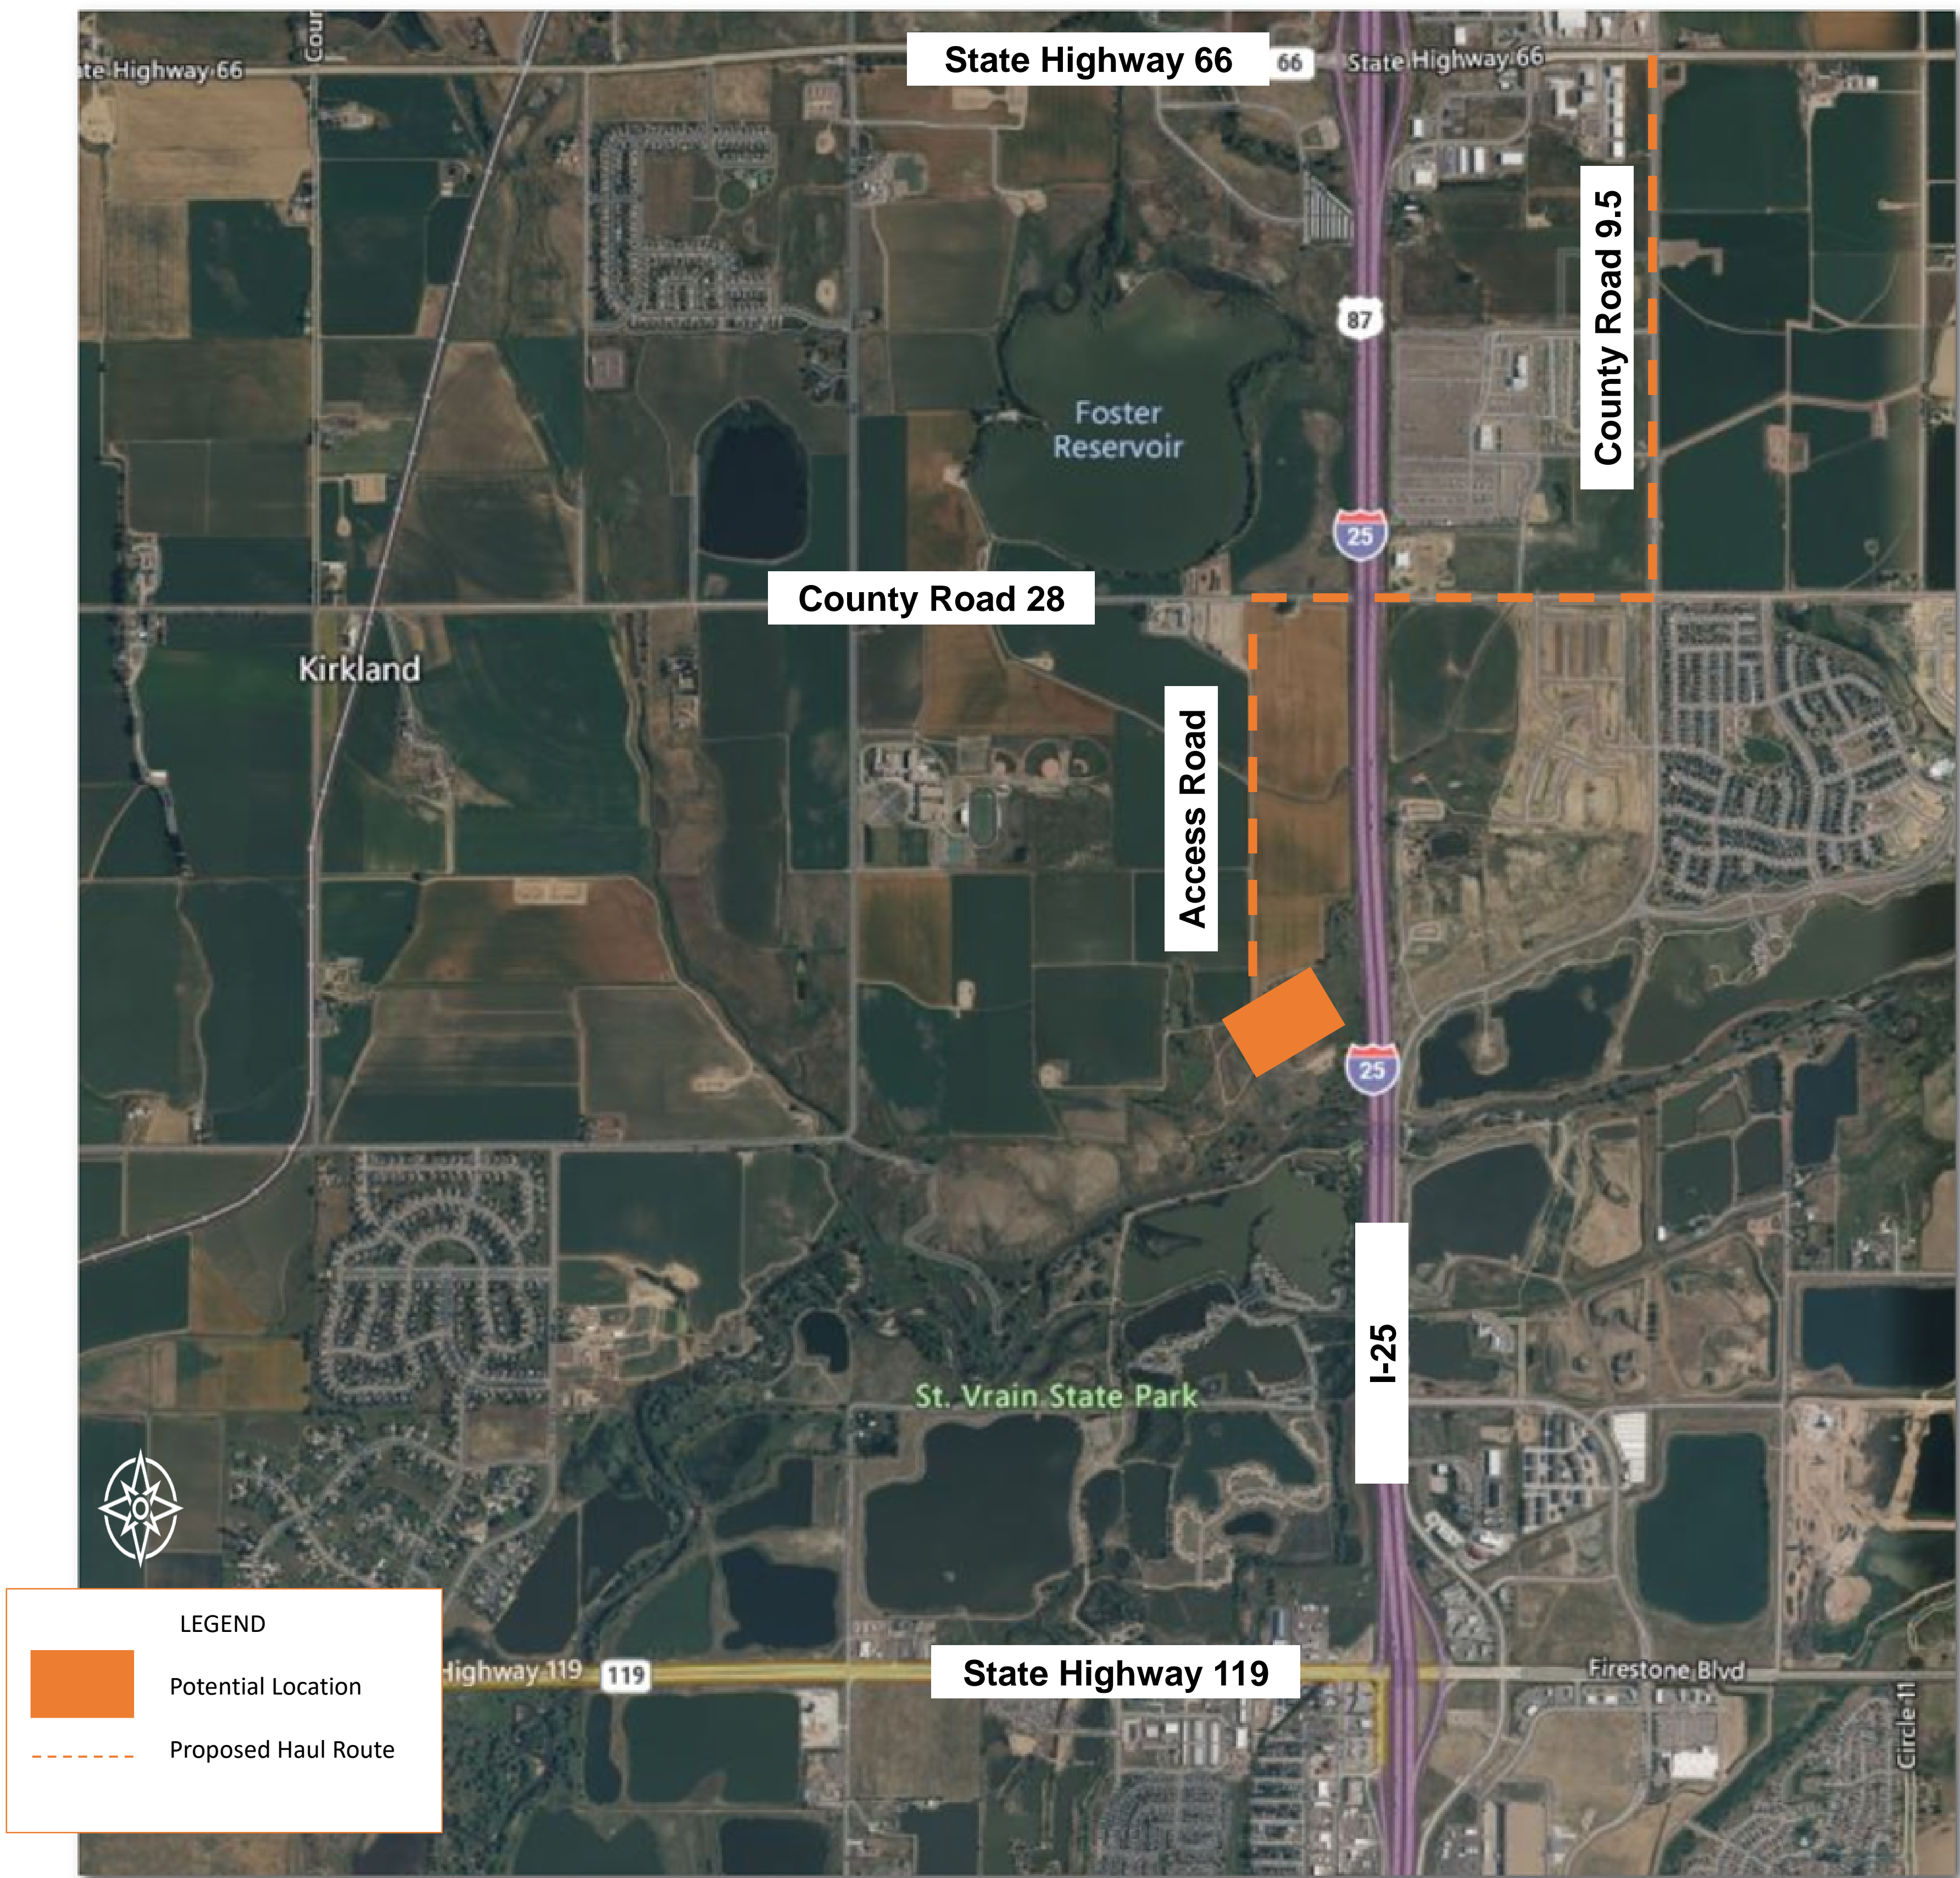 Coun
State Highway 66
66
State Highway 66
te Highway 66
County Road 9.5
87
Foster
Reservoir
25
County Road 28
Kirkland
Access Road
25
I-25
St. Vrain State Park
LEGEND
Potential Location
Proposed Haul Route
Highway 119
119
State Highway 119
Firestone Blvd
Circle 11